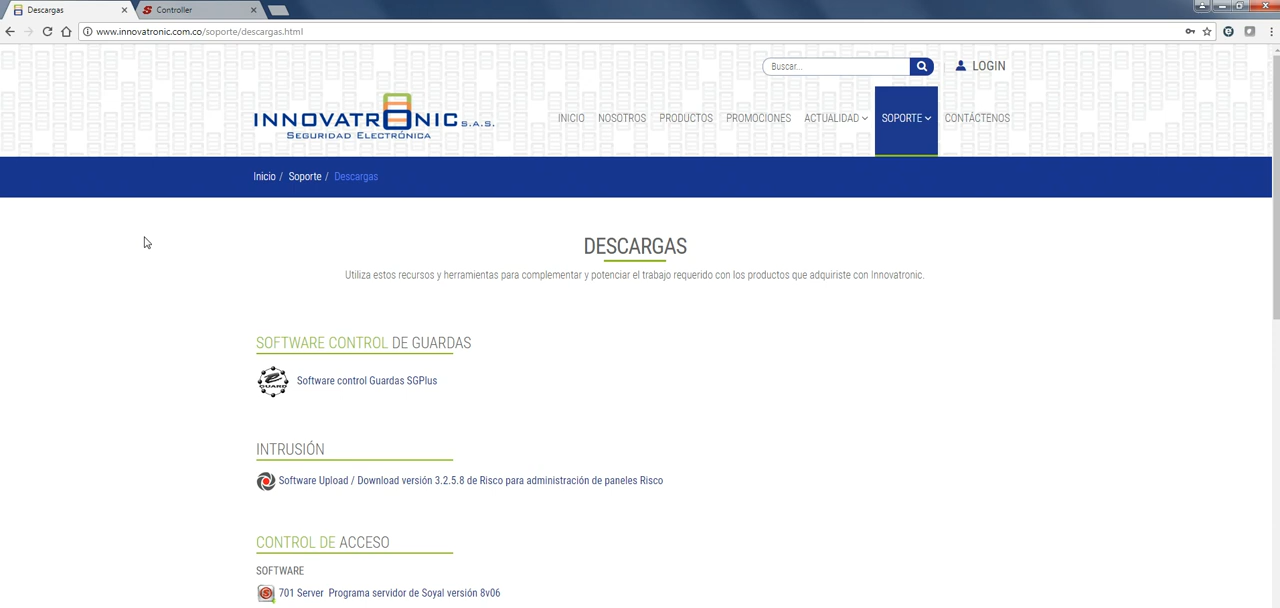 Descargas
Controller
www.innovatronic.com.co/soporte/descargas.html
Buscar...
LOGIN
INNOVATRONIC S.A.S.
SEGURIDAD ELECTRÓNICA
INICIO NOSOTROS PRODUCTOS PROMOCIONES ACTUALIDAD SOPORTE CONTÁCTENOS
Inicio / Soporte / Descargas
DESCARGAS
Utiliza estos recursos y herramientas para complementar y potenciar el trabajo requerido con los productos que adquiriste con Innovatronic.
SOFTWARE CONTROL DE GUARDAS
GUARD
Software control Guardas SGPlus
INTRUSIÓN
Software Upload / Download versión 3.2.5.8 de Risco para administración de paneles Risco
CONTROL DE ACCESO
SOFTWARE
701 Server Programa servidor de Soyal versión 8v06